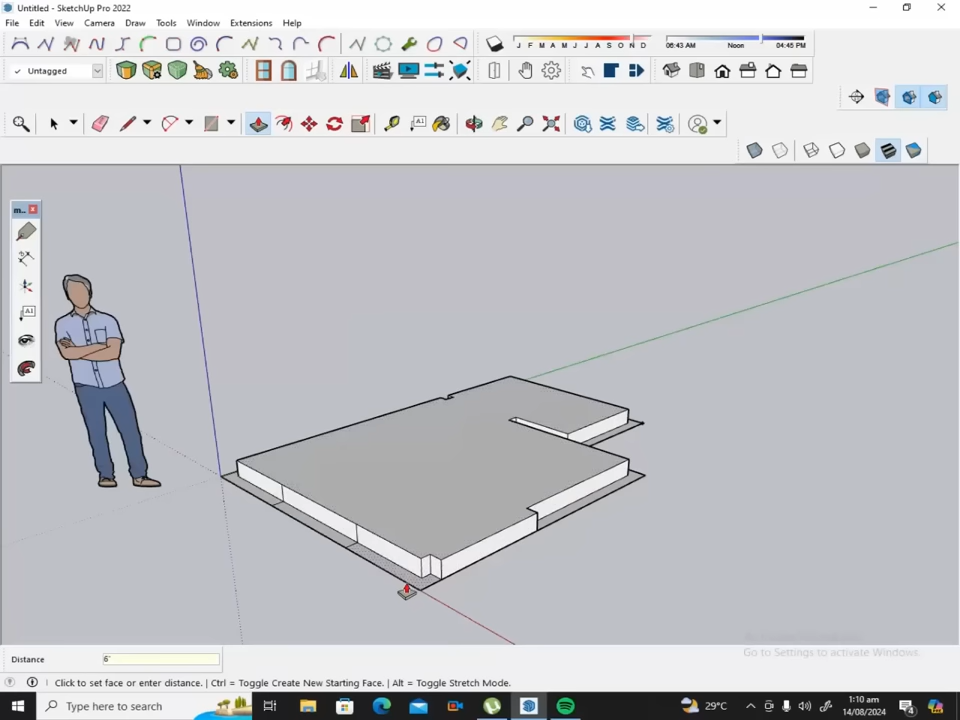 Untitled - SketchUp Pro 2022
File Edit View Camera Draw Tools Window Extensions Help
J F M A M J J A S O N D 06:43 AM Noon 04:45 PM
Untagged
m...
A1
Distance 6'
Go to Settings to activate Windows.
Click to set face or enter distance. | Ctrl = Toggle Create New Starting Face. | Alt = Toggle Stretch Mode.
Type here to search
29°C
1:10 am
14/08/2024
4